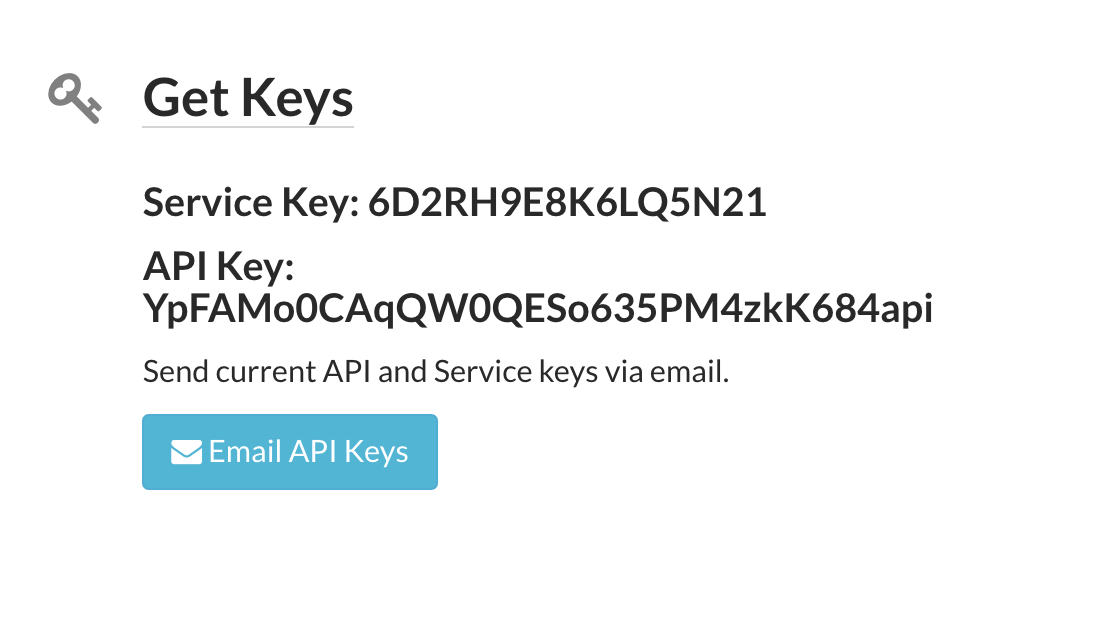 Get Keys
Service Key: 6D2RH9E8K6LQ5N21
API Key:
YpFAMo0CAqQW0QESo635PM4zkK684api
Send current API and Service keys via email.
Email API Keys